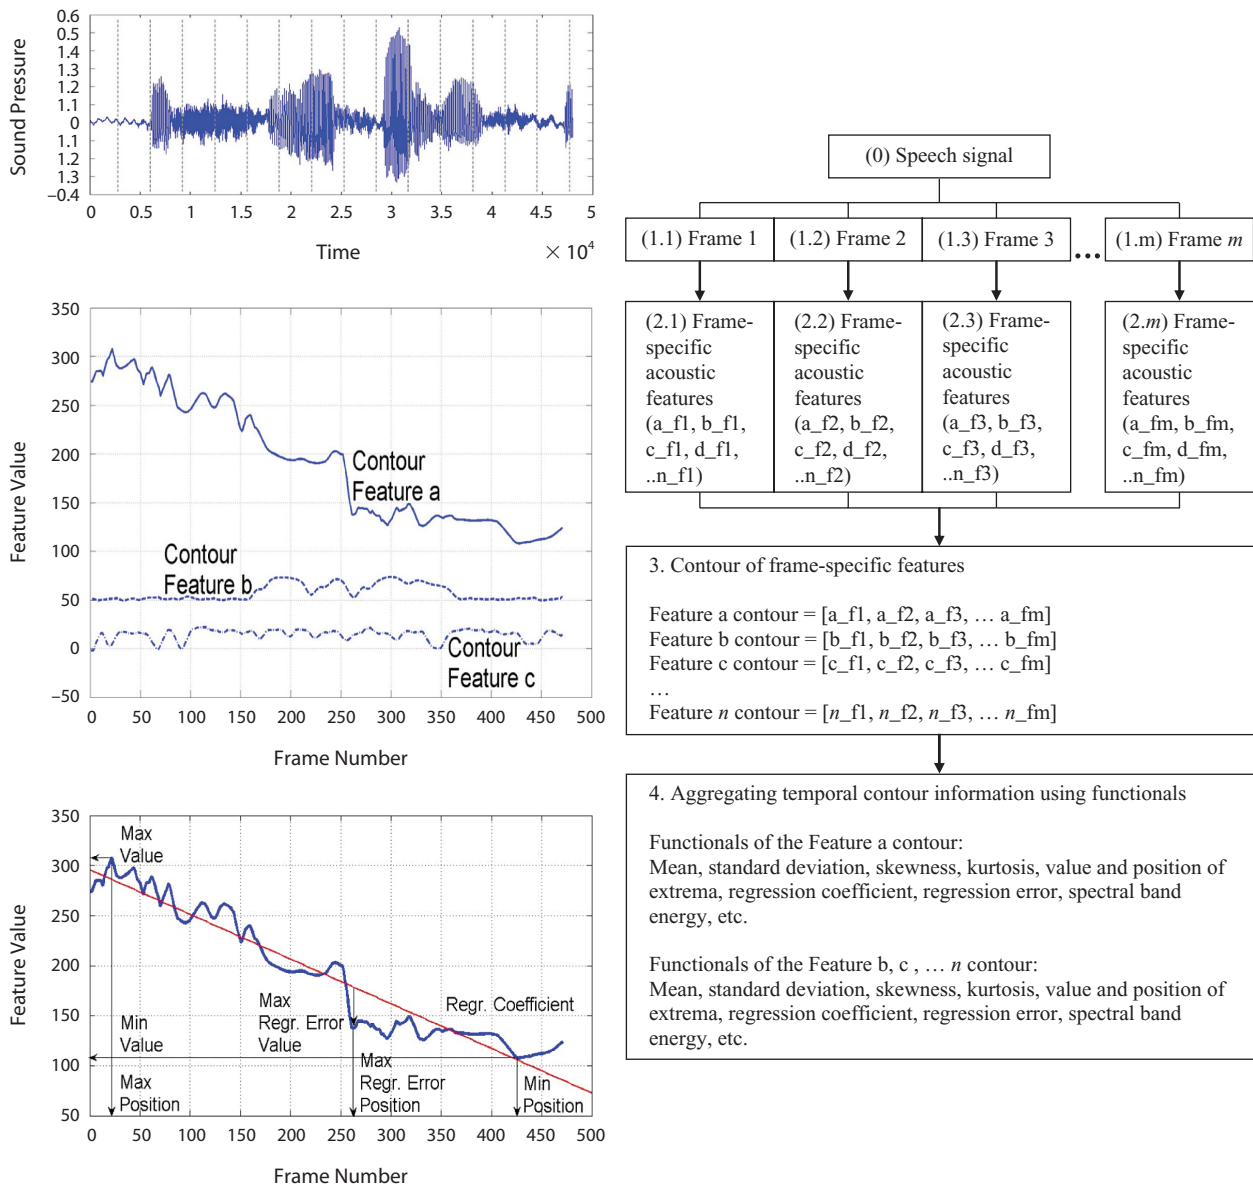 Sound Pressure
0.6
0.5
1.4
1.3
1.2
1.1
0
1.1
1.2
1.3
–0.4
0 0.5 1 1.5 2 2.5 3 3.5 4 4.5 5
Time
× 10^4
Feature Value
350
300
250
200
150
100
50
0
–50
Contour
Feature a
Contour
Feature b
Contour
Feature c
0 50 100 150 200 250 300 350 400 450 500
Frame Number
Feature Value
350
300
250
200
150
100
50
Max
Value
Min
Value
Max
Position
Max
Regr. Error
Value
Regr. Coefficient
Max
Regr. Error
Position
Min
Position
0 50 100 150 200 250 300 350 400 450 500
Frame Number
(0) Speech signal
(1.1) Frame 1
(1.2) Frame 2
(1.3) Frame 3
...
(1.m) Frame m
(2.1) Frame-
specific
acoustic
features
(a_f1, b_f1,
c_f1, d_f1,
..n_f1)
(2.2) Frame-
specific
acoustic
features
(a_f2, b_f2,
c_f2, d_f2,
..n_f2)
(2.3) Frame-
specific
acoustic
features
(a_f3, b_f3,
c_f3, d_f3,
..n_f3)
(2.m) Frame-
specific
acoustic
features
(a_fm, b_fm,
c_fm, d_fm,
..n_fm)
3. Contour of frame-specific features
Feature a contour = [a_f1, a_f2, a_f3, … a_fm]
Feature b contour = [b_f1, b_f2, b_f3, … b_fm]
Feature c contour = [c_f1, c_f2, c_f3, … c_fm]
…
Feature n contour = [n_f1, n_f2, n_f3, … n_fm]
4. Aggregating temporal contour information using functionals
Functionals of the Feature a contour:
Mean, standard deviation, skewness, kurtosis, value and position of
extrema, regression coefficient, regression error, spectral band
energy, etc.
Functionals of the Feature b, c , … n contour:
Mean, standard deviation, skewness, kurtosis, value and position of
extrema, regression coefficient, regression error, spectral band
energy, etc.